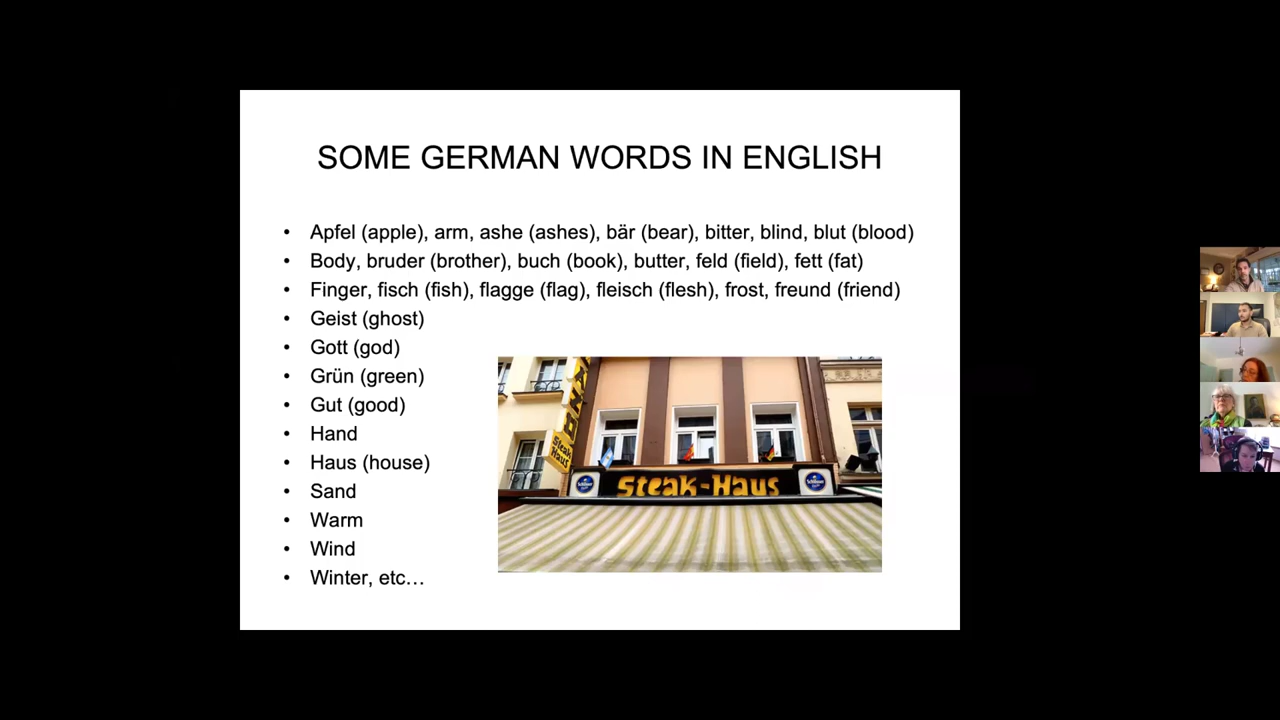 SOME GERMAN WORDS IN ENGLISH
• Apfel (apple), arm, ashe (ashes), bär (bear), bitter, blind, blut (blood)
• Body, bruder (brother), buch (book), butter, feld (field), fett (fat)
• Finger, fisch (fish), flagge (flag), fleisch (flesh), frost, freund (friend)
• Geist (ghost)
• Gott (god)
• Grün (green)
• Gut (good)
• Hand
• Haus (house)
• Sand
• Warm
• Wind
• Winter, etc…
Steak
Haus
Steak-Haus